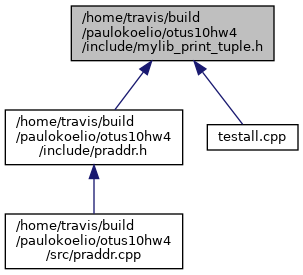 /home/travis/build
/paulokoelio/otus10hw4
/include/mylib_print_tuple.h
/home/travis/build
/paulokoelio/otus10hw4
/include/praddr.h
testall.cpp
/home/travis/build
/paulokoelio/otus10hw4
/src/praddr.cpp